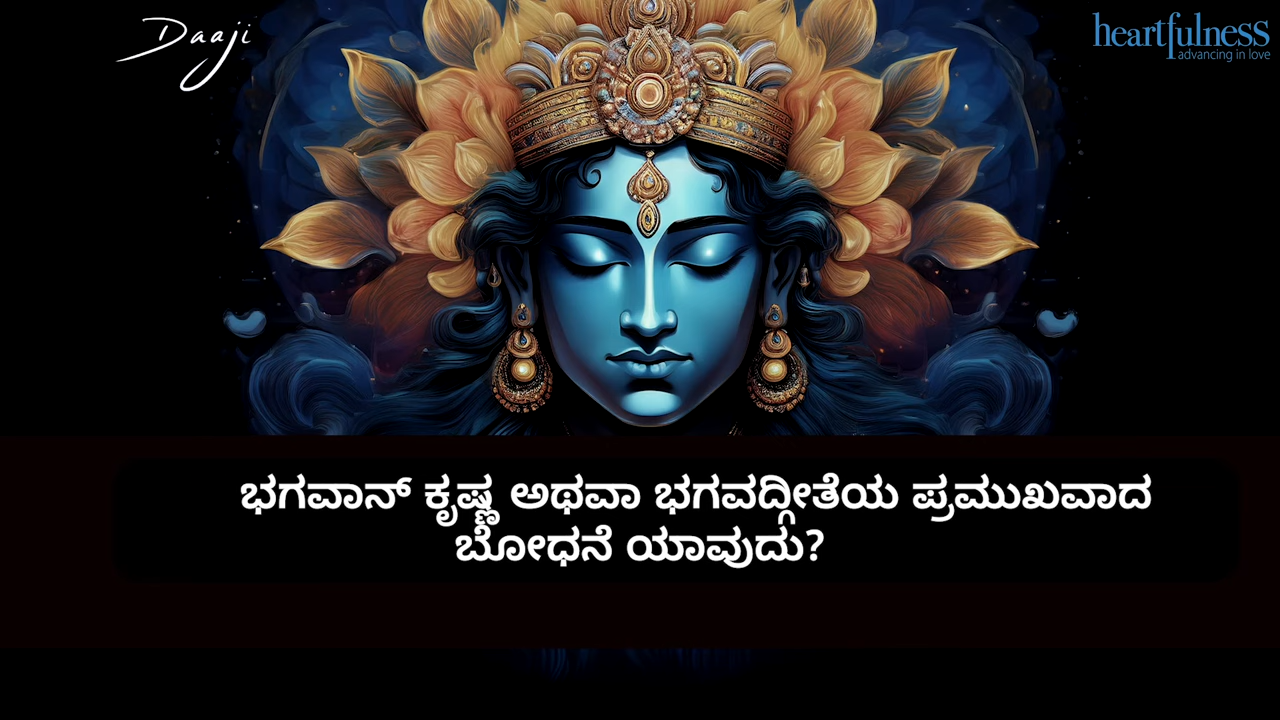 Daaji
heartfulness
advancing in love
ಭಗವಾನ್ ಕೃಷ್ಣ ಅಥವಾ ಭಗವದ್ಗೀತೆಯ ಪ್ರಮುಖವಾದ
ಬೋಧನೆ ಯಾವುದು?